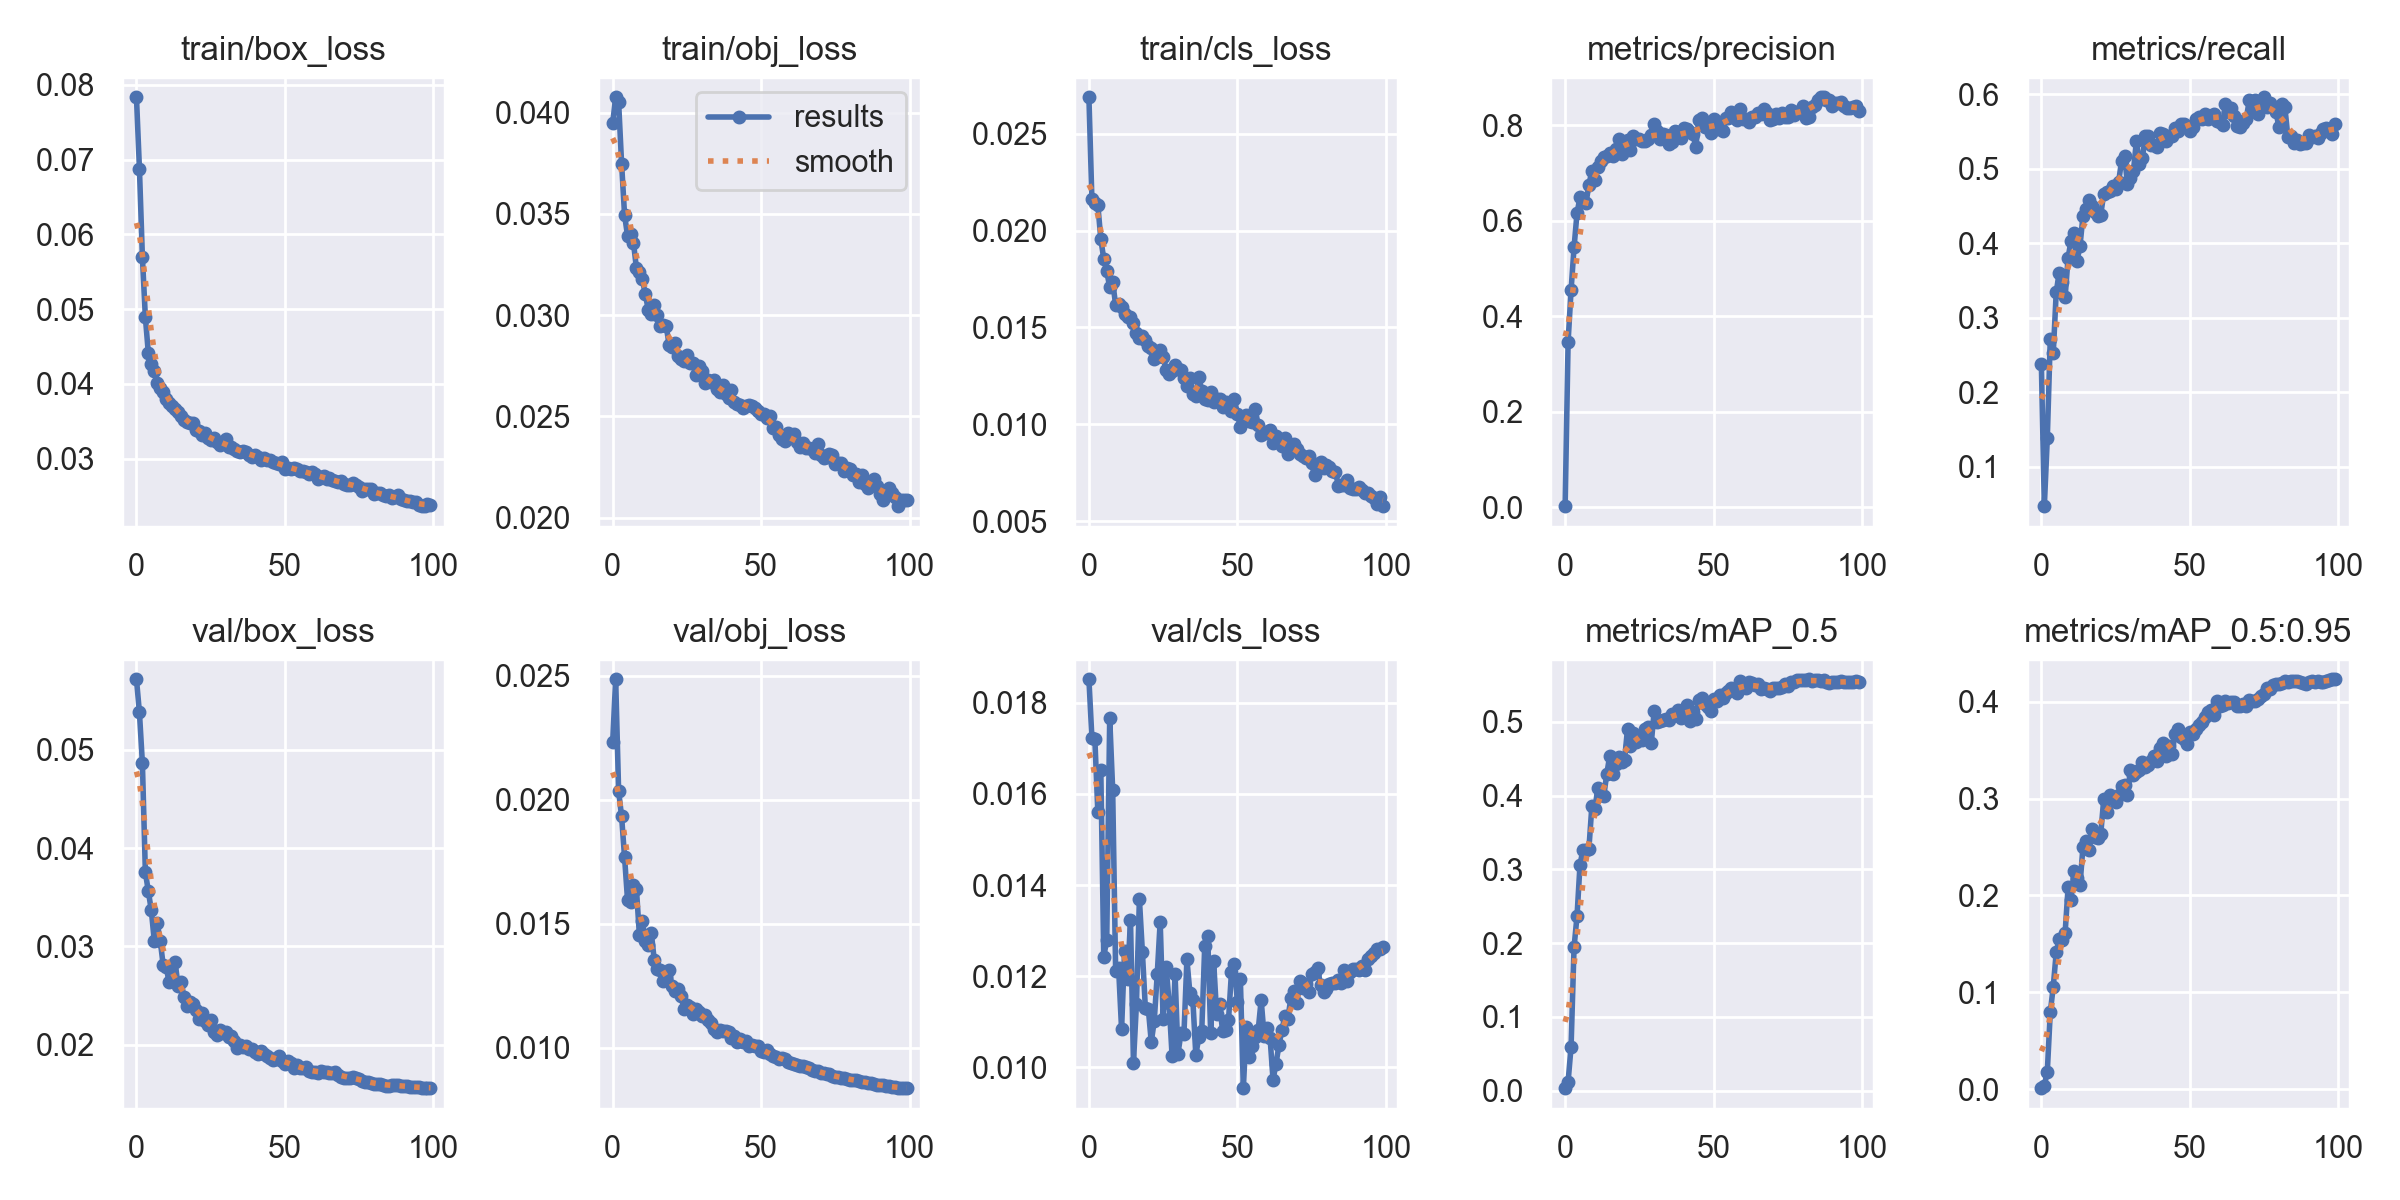 train/box_loss
0.08
0.07
0.06
0.05
0.04
0.03
0 50 100
train/obj_loss
results
smooth
0.040
0.035
0.030
0.025
0.020
0 50 100
train/cls_loss
0.025
0.020
0.015
0.010
0.005
0 50 100
metrics/precision
0.8
0.6
0.4
0.2
0.0
0 50 100
metrics/recall
0.6
0.5
0.4
0.3
0.2
0.1
0 50 100
val/box_loss
0.05
0.04
0.03
0.02
0 50 100
val/obj_loss
0.025
0.020
0.015
0.010
0 50 100
val/cls_loss
0.018
0.016
0.014
0.012
0.010
0 50 100
metrics/mAP_0.5
0.5
0.4
0.3
0.2
0.1
0.0
0 50 100
metrics/mAP_0.5:0.95
0.4
0.3
0.2
0.1
0.0
0 50 100